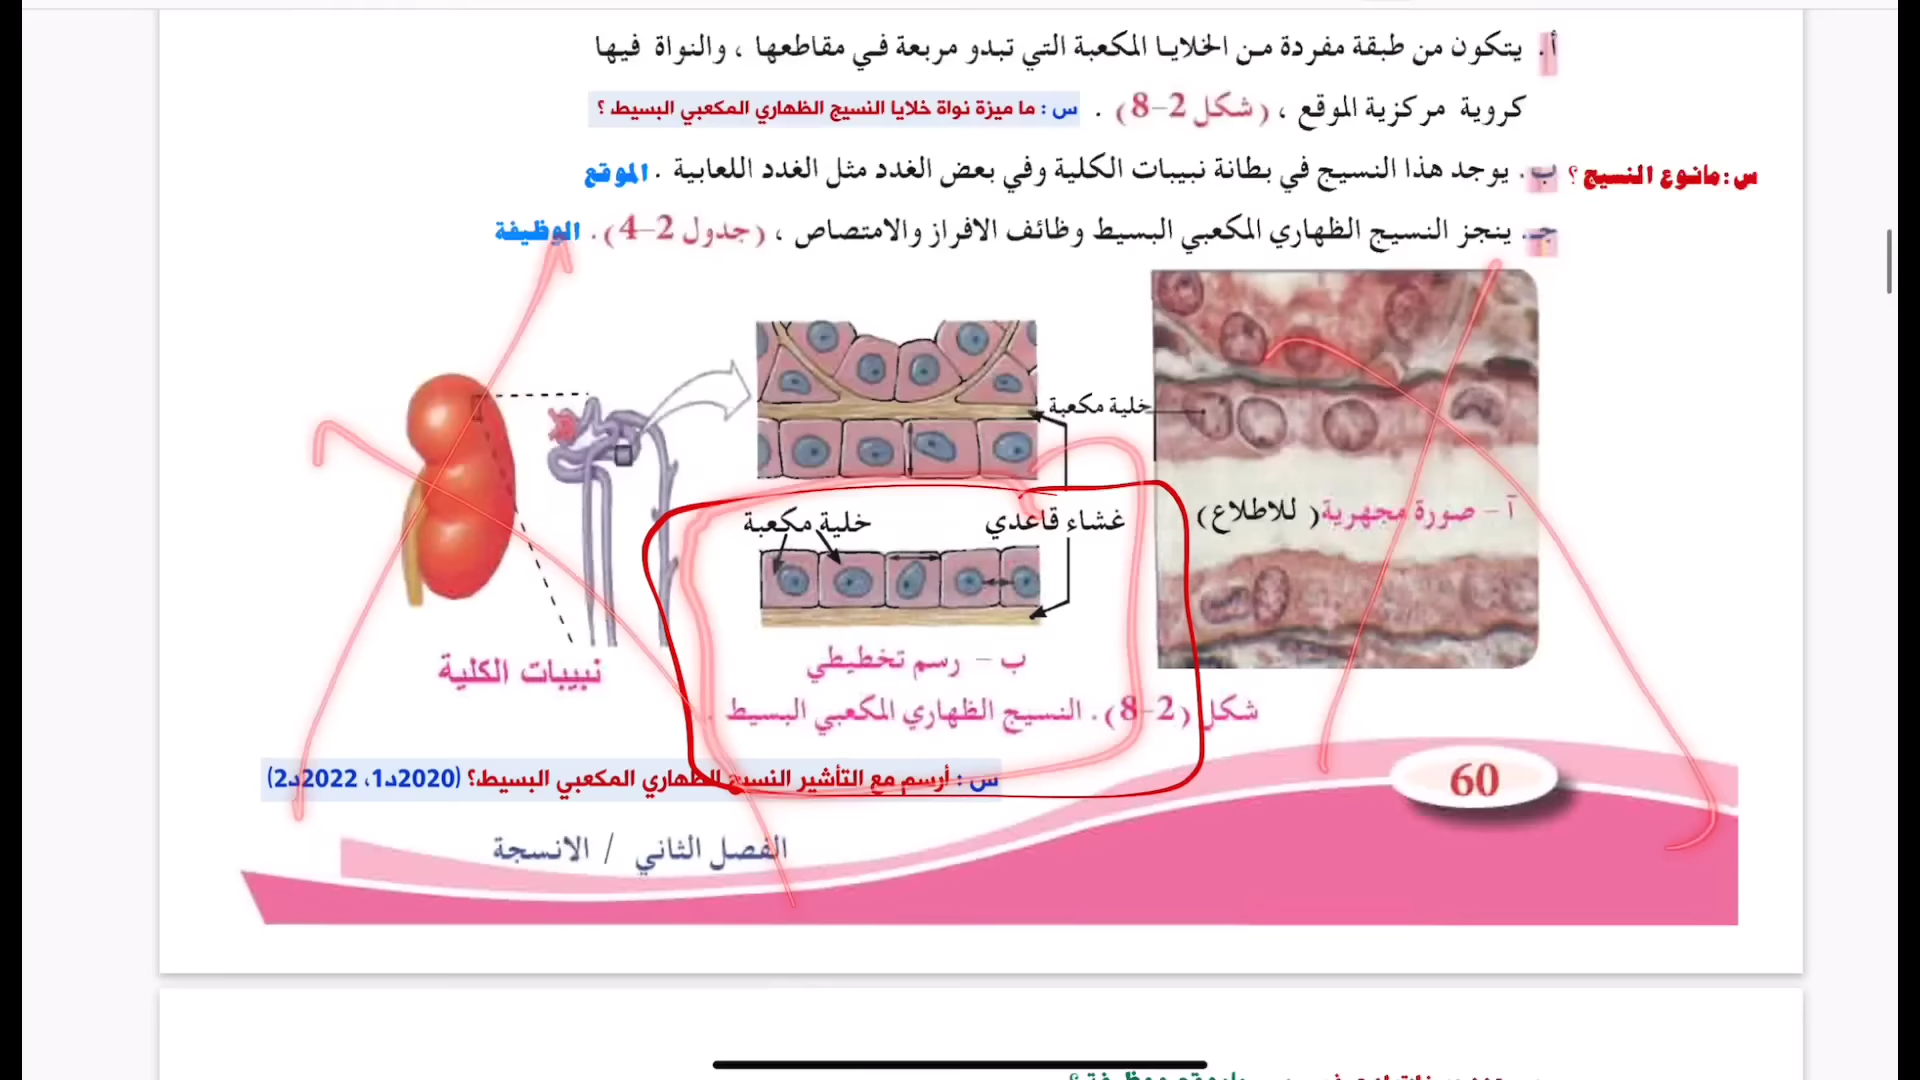 أ. يتكون من طبقة مفردة من الخلايا المكعبة التي تبدو مربعة في مقاطعها ، والنواة فيها
كروية مركزية الموقع ، (شكل 2-8) . س : ما ميزة نواة خلايا النسيج الظهاري المكعبي البسيط ؟
س : مانوع النسيج ؟ ب. يوجد هذا النسيج في بطانة نبيبات الكلية وفي بعض الغدد مثل الغدد اللعابية . الموقع
جـ. ينجز النسيج الظهاري المكعبي البسيط وظائف الافراز والامتصاص ، (جدول 2-4). الوظيفة
خلية مكعبة
آ - صورة مجهرية ( للاطلاع)
غشاء قاعدي
خلية مكعبة
ب - رسم تخطيطي
نبيبات الكلية
شكل (2-8). النسيج الظهاري المكعبي البسيط .
س : أرسم مع التأشير النسيج الظهاري المكعبي البسيط؟ (2020د1، 2022د2)
60
الفصل الثاني / الانسجة